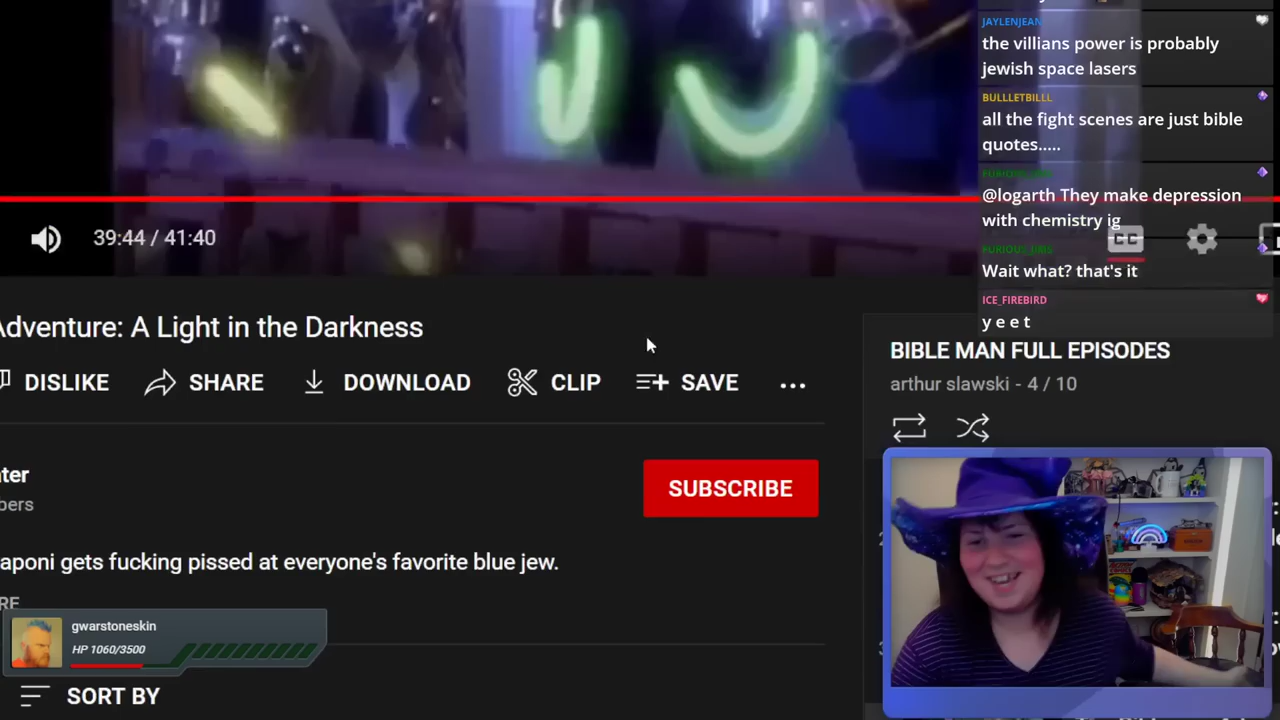 JAYLENJEAN
the villians power is probably
jewish space lasers
BULLLETBILLL
all the fight scenes are just bible
quotes.....
@logarth They make depression
with chemistry ig
Wait what? that's it
ICE_FIREBIRD
y e e t
39:44 / 41:40
CC
Adventure: A Light in the Darkness
DISLIKE SHARE DOWNLOAD CLIP SAVE ...
BIBLE MAN FULL EPISODES
arthur slawski - 4 / 10
ter
bers
SUBSCRIBE
aponi gets fucking pissed at everyone's favorite blue jew.
RE
gwarstoneskin
HP 1060/3500
SORT BY